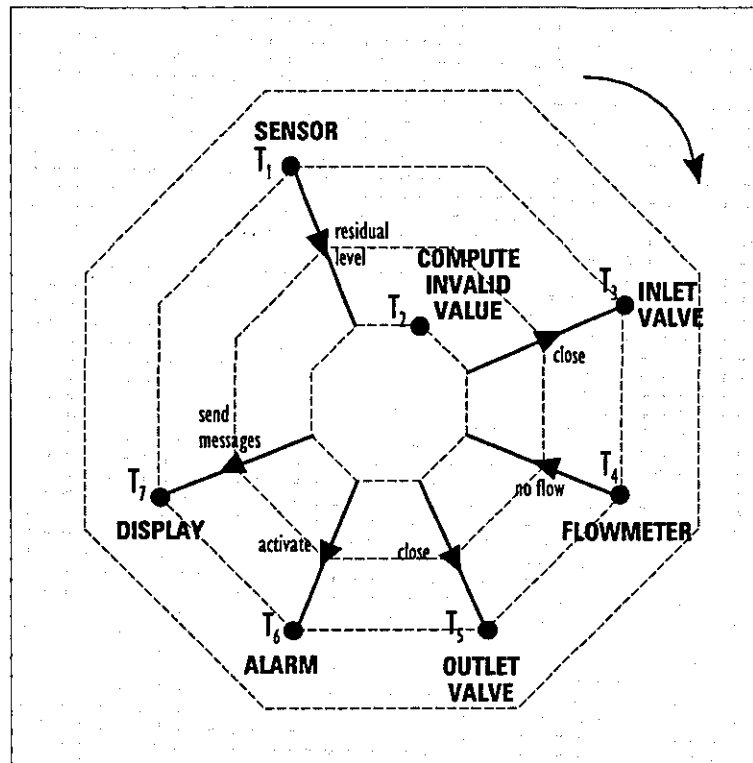 SENSOR
T1
residual
level
COMPUTE
INVALID
VALUE
T2
T3
INLET
VALVE
close
T4
no flow
FLOWMETER
T5
close
OUTLET
VALVE
T6
activate
ALARM
send
messages
T7
DISPLAY